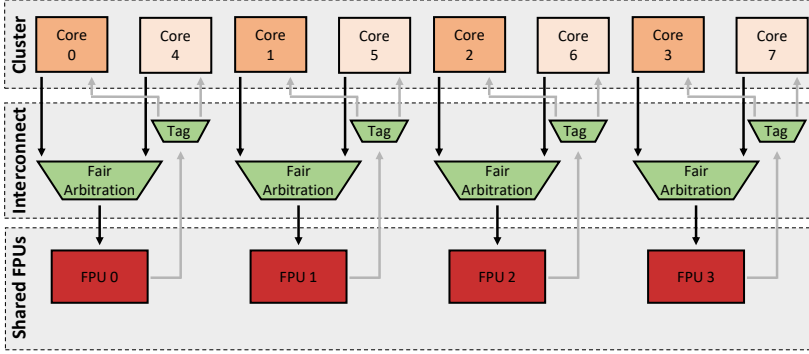 Cluster
Core
0
Core
4
Core
1
Core
5
Core
2
Core
6
Core
3
Core
7
Interconnect
Tag
Tag
Tag
Tag
Fair
Arbitration
Fair
Arbitration
Fair
Arbitration
Fair
Arbitration
Shared FPUs
FPU 0
FPU 1
FPU 2
FPU 3